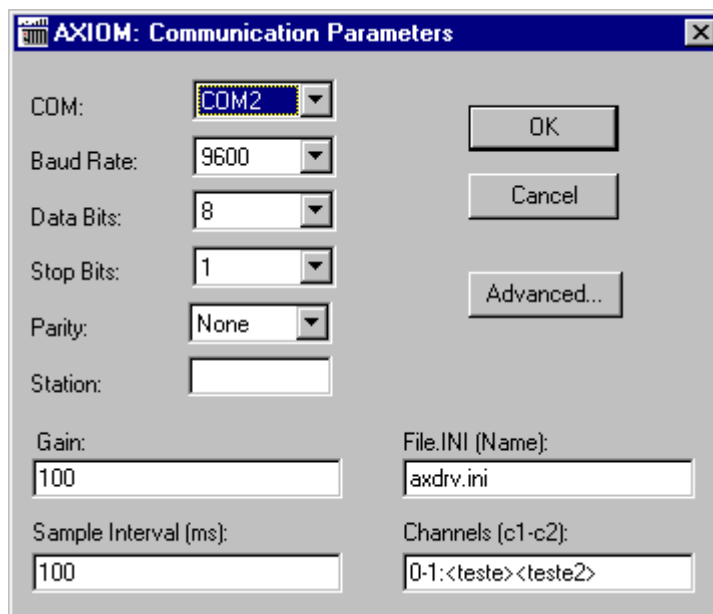 AXIOM: Communication Parameters
COM: COM2
OK
Baud Rate: 9600
Cancel
Data Bits: 8
Stop Bits: 1
Advanced...
Parity: None
Station:
Gain: File.INI (Name):
100 axdrv.ini
Sample Interval (ms): Channels (c1-c2):
100 0-1:<teste><teste2>